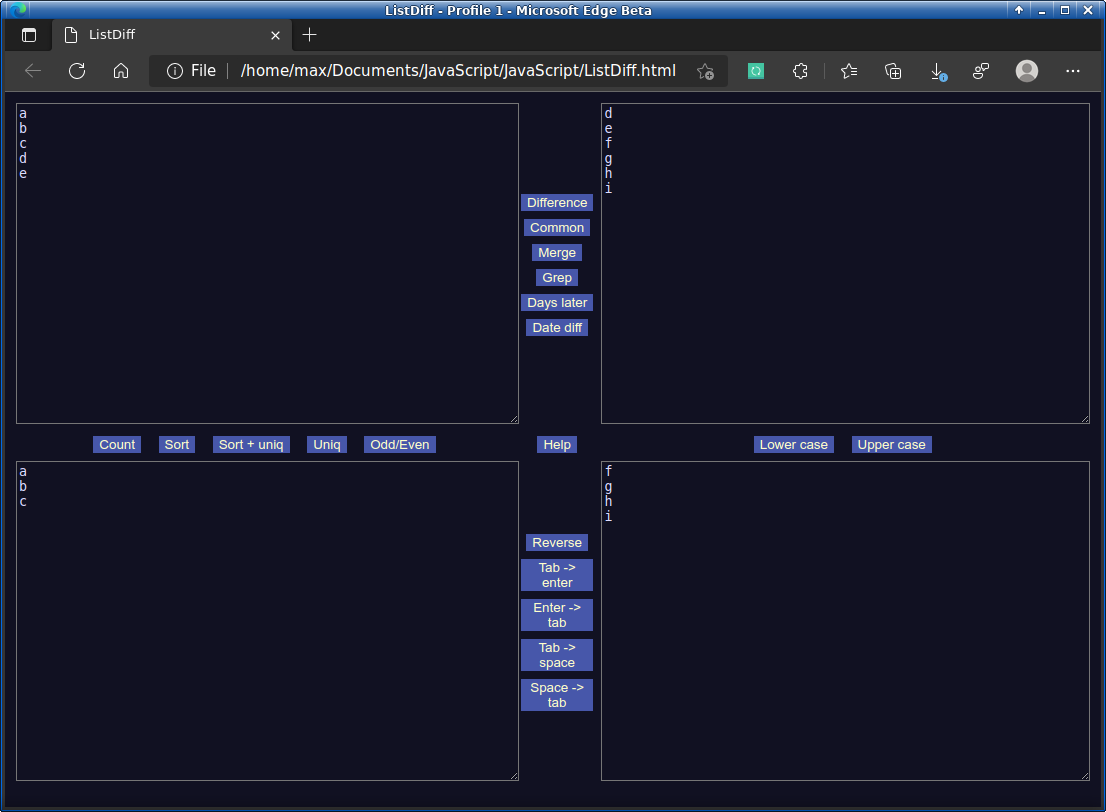 ListDiff - Profile 1 - Microsoft Edge Beta
ListDiff
File /home/max/Documents/JavaScript/JavaScript/ListDiff.html
a
b
c
d
e
Difference
Common
Merge
Grep
Days later
Date diff
d
e
f
g
h
i
Count Sort Sort + uniq Uniq Odd/Even Help Lower case Upper case
a
b
c
Reverse
Tab ->
enter
Enter ->
tab
Tab ->
space
Space ->
tab
f
g
h
i